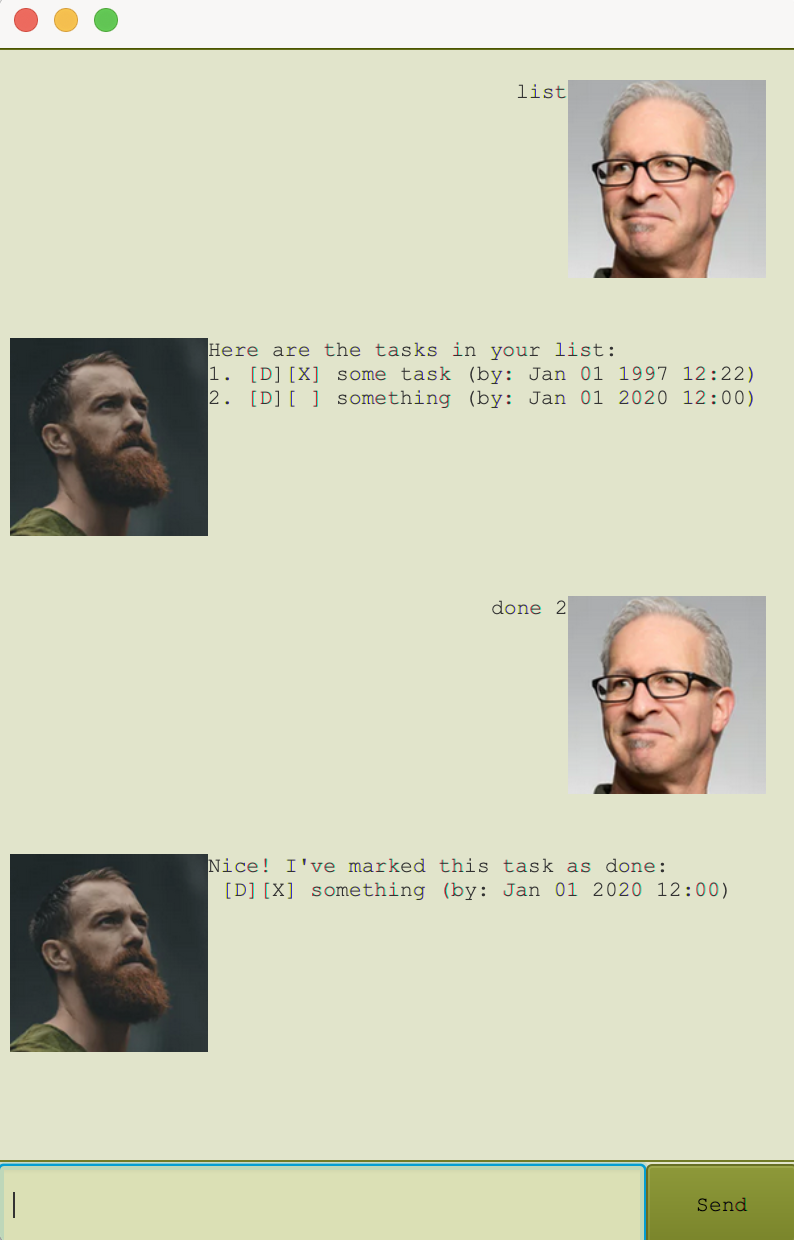 list
Here are the tasks in your list:
1. [D][X] some task (by: Jan 01 1997 12:22)
2. [D][ ] something (by: Jan 01 2020 12:00)
done 2
Nice! I've marked this task as done:
[D][X] something (by: Jan 01 2020 12:00)
Send